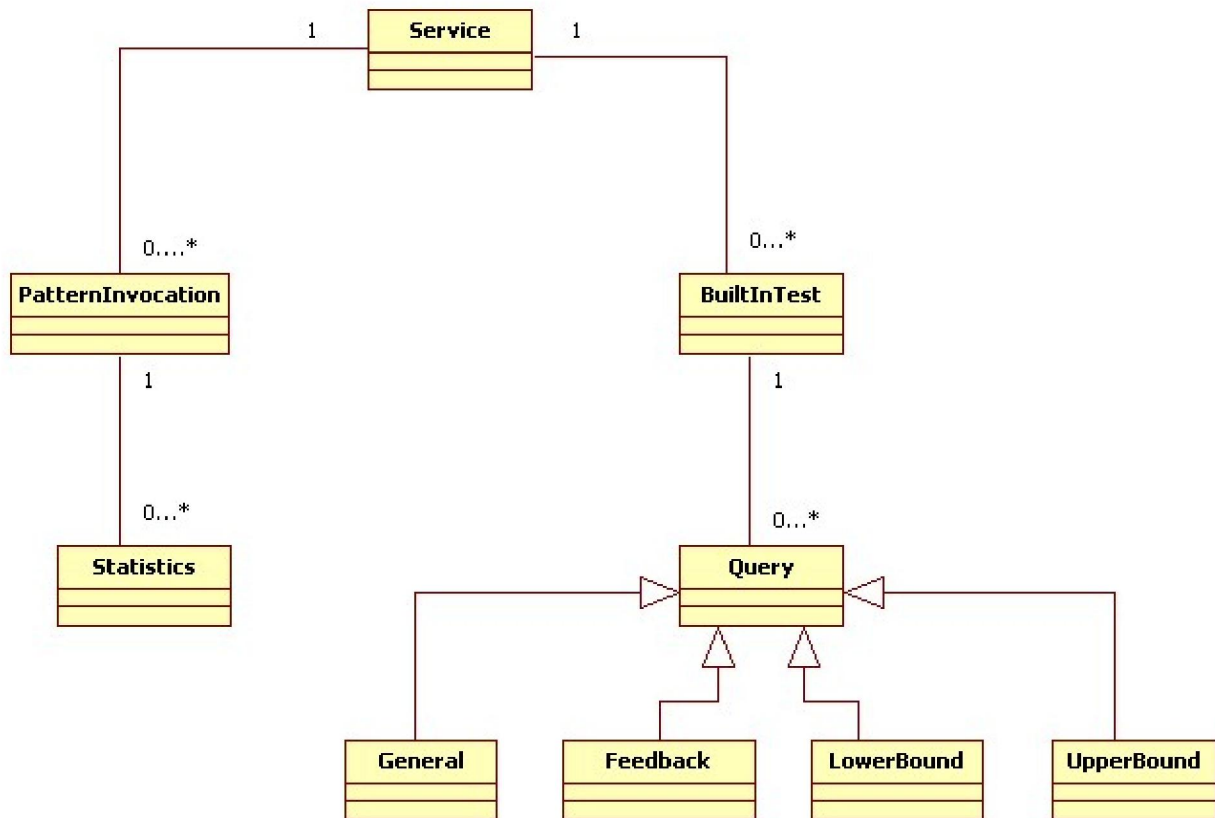 1
Service
1
0....*
0...*
PatternInvocation
BuiltInTest
1
1
0...*
0...*
Statistics
Query
General
Feedback
LowerBound
UpperBound